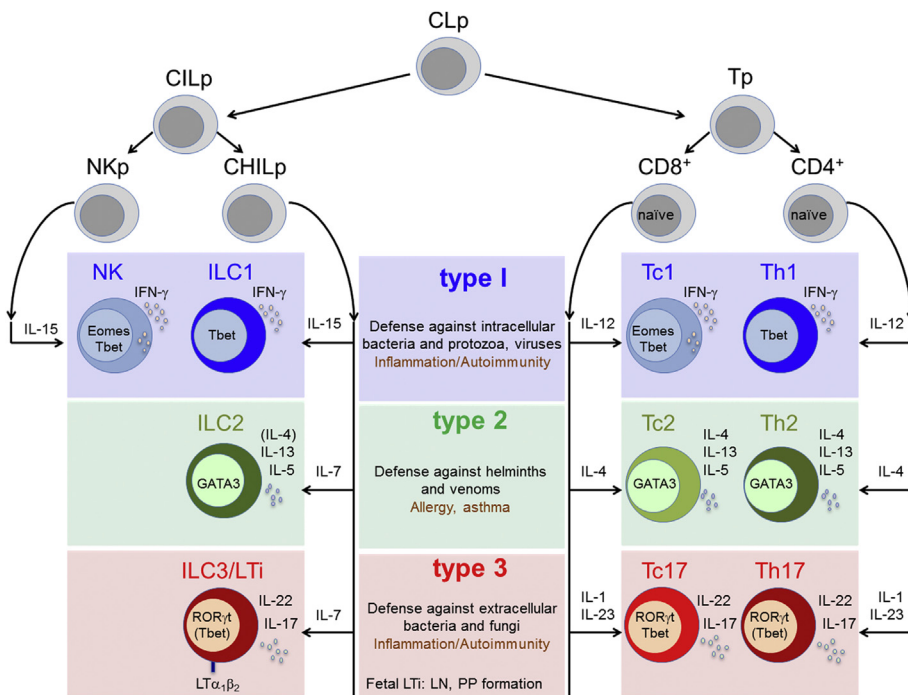 CLp
CILp
Tp
NKp
CHILp
CD8⁺
CD4⁺
naïve
naïve
NK
ILC1
type I
Tc1
Th1
IFN-γ
IFN-γ
IFN-γ
IFN-γ
IL-15
Eomes
Tbet
Tbet
IL-15
Defense against intracellular
bacteria and protozoa, viruses
Inflammation/Autoimmunity
IL-12
Eomes
Tbet
Tbet
IL-12
ILC2
type 2
Tc2
Th2
(IL-4)
IL-13
IL-5
GATA3
IL-7
Defense against helminths
and venoms
Allergy, asthma
IL-4
GATA3
IL-4
IL-13
IL-5
GATA3
IL-4
IL-13
IL-5
IL-4
ILC3/LTi
type 3
Tc17
Th17
RORγt
(Tbet)
IL-22
IL-17
IL-7
LTα₁β₂
Defense against extracellular
bacteria and fungi
Inflammation/Autoimmunity
Fetal LTi: LN, PP formation
IL-1
IL-23
RORγt
Tbet
IL-22
IL-17
RORγt
(Tbet)
IL-22
IL-17
IL-1
IL-23